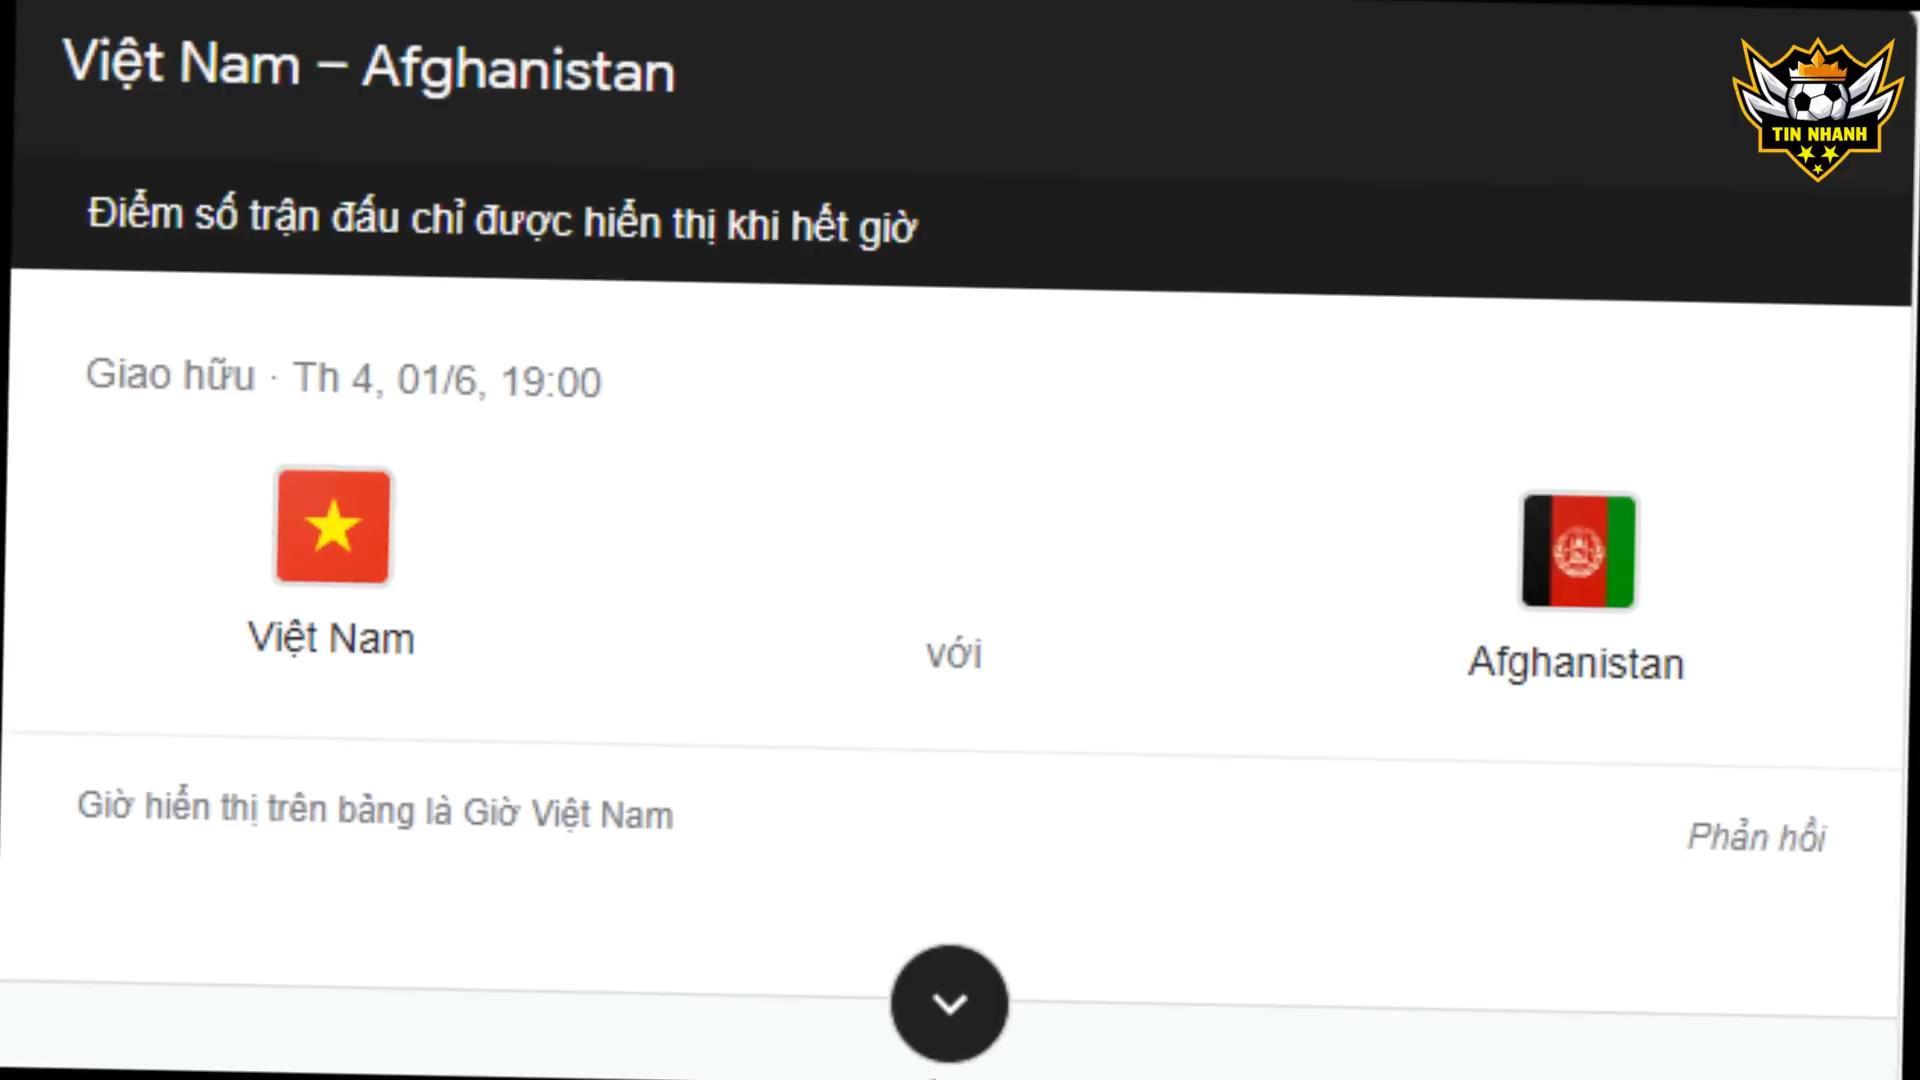 Việt Nam – Afghanistan
TIN NHANH
Điểm số trận đấu chỉ được hiển thị khi hết giờ
Giao hữu · Th 4, 01/6, 19:00
Việt Nam
với
Afghanistan
Giờ hiển thị trên bảng là Giờ Việt Nam
Phản hồi